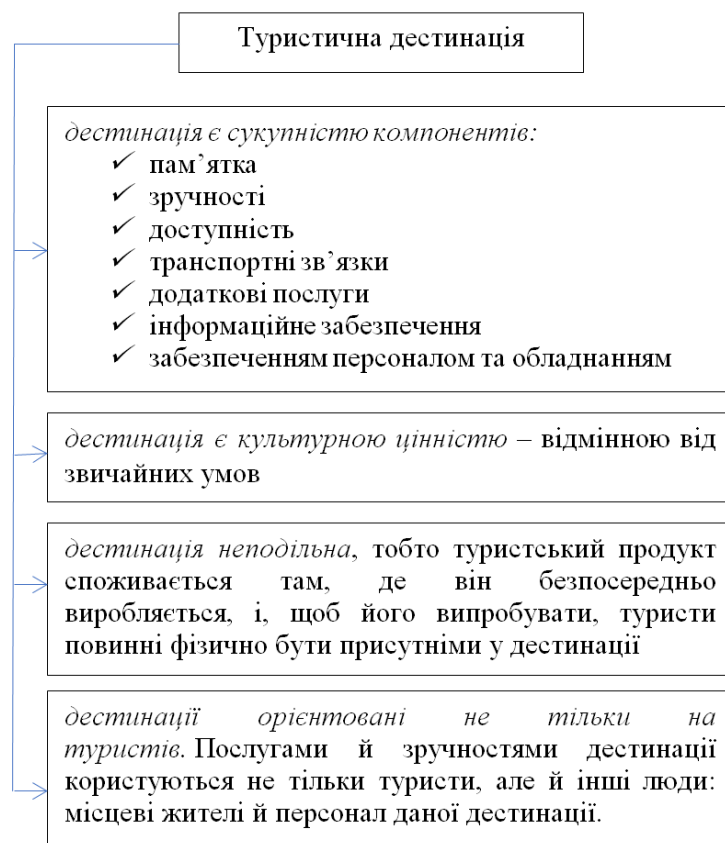 Туристична дестинація
дестинація є сукупністю компонентів:
✓ пам’ятка
✓ зручності
✓ доступність
✓ транспортні зв’язки
✓ додаткові послуги
✓ інформаційне забезпечення
✓ забезпеченням персоналом та обладнанням
дестинація є культурною цінністю – відмінною від
звичайних умов
дестинація неподільна, тобто туристський продукт
споживається там, де він безпосередньо
виробляється, і, щоб його випробувати, туристи
повинні фізично бути присутніми у дестинації
дестинації орієнтовані не тільки на
туристів. Послугами й зручностями дестинації
користуються не тільки туристи, але й інші люди:
місцеві жителі й персонал даної дестинації.